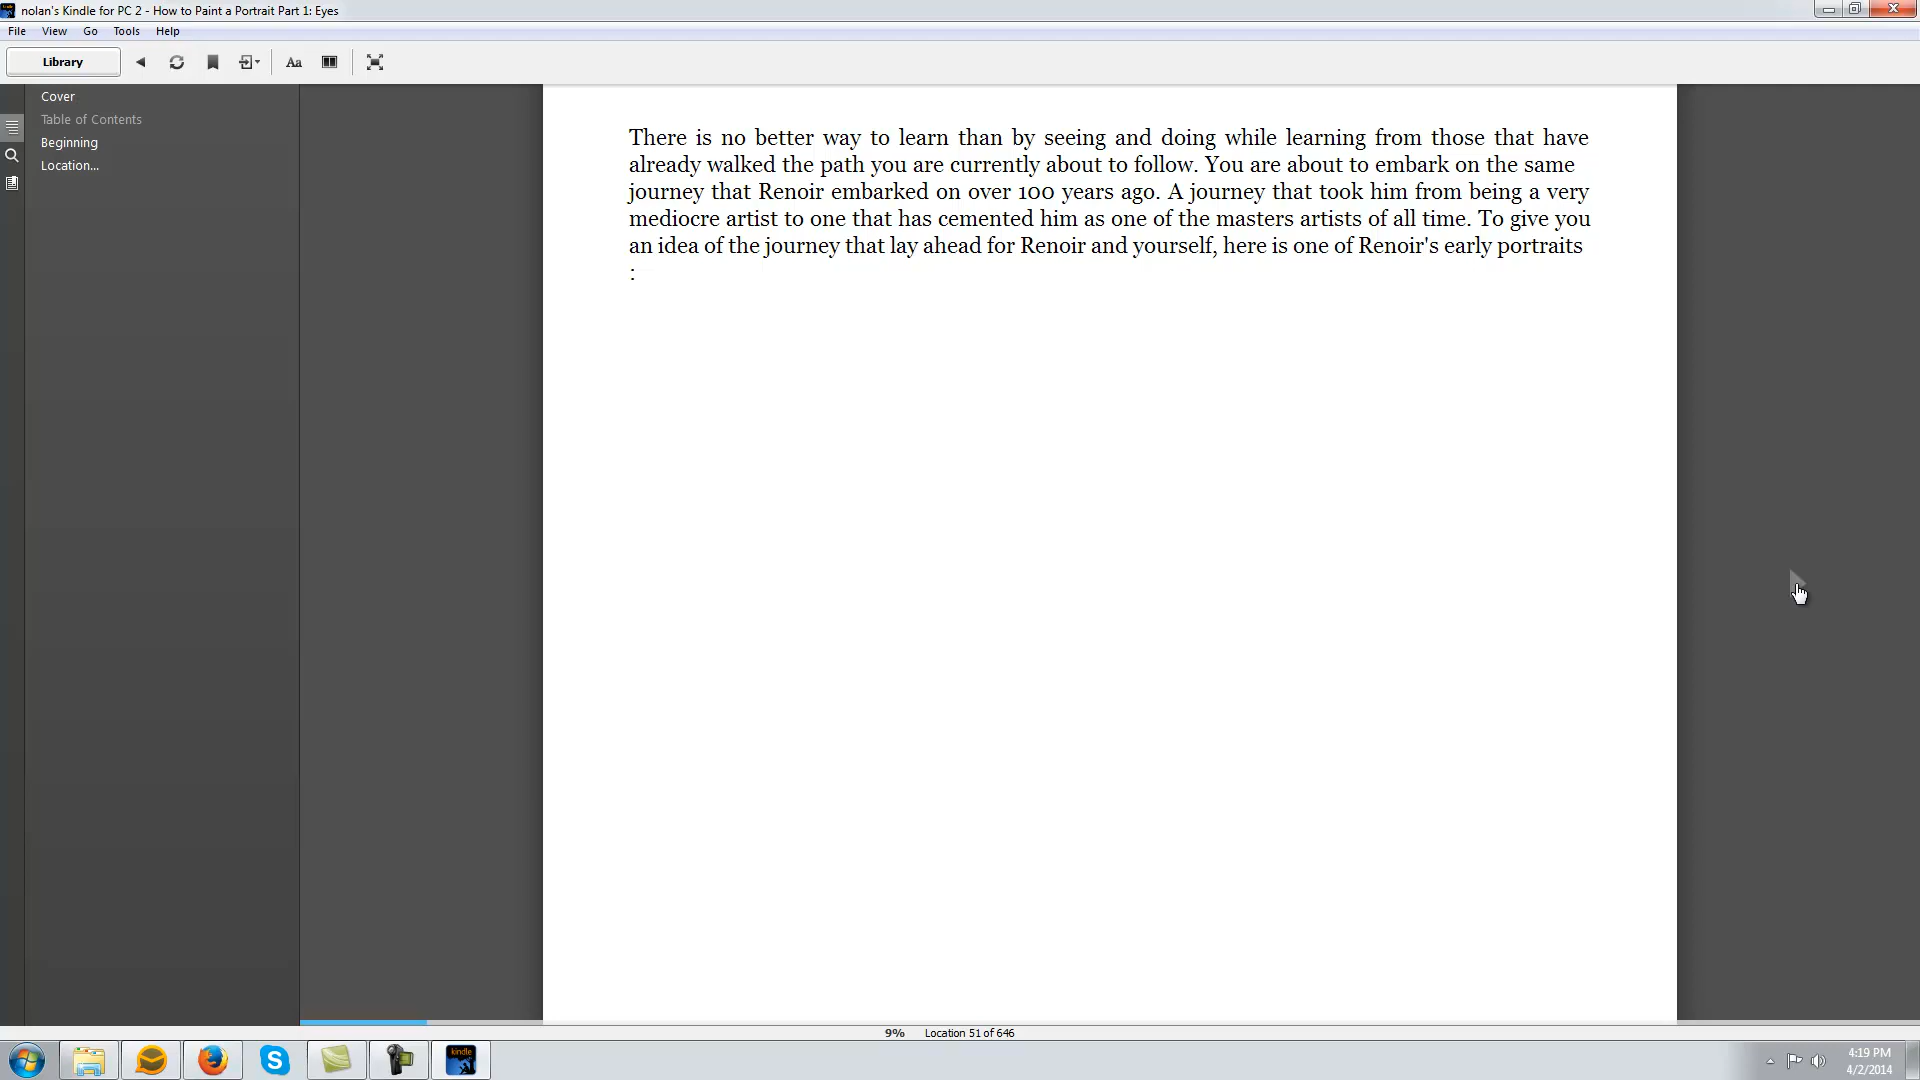 nolan's Kindle for PC 2 - How to Paint a Portrait Part 1: Eyes
File View Go Tools Help
Library Aa
Cover
Table of Contents
Beginning
Location...
There is no better way to learn than by seeing and doing while learning from those that have
already walked the path you are currently about to follow. You are about to embark on the same
journey that Renoir embarked on over 100 years ago. A journey that took him from being a very
mediocre artist to one that has cemented him as one of the masters artists of all time. To give you
an idea of the journey that lay ahead for Renoir and yourself, here is one of Renoir's early portraits
:
9% Location 51 of 646
kindle
4:19 PM
4/2/2014